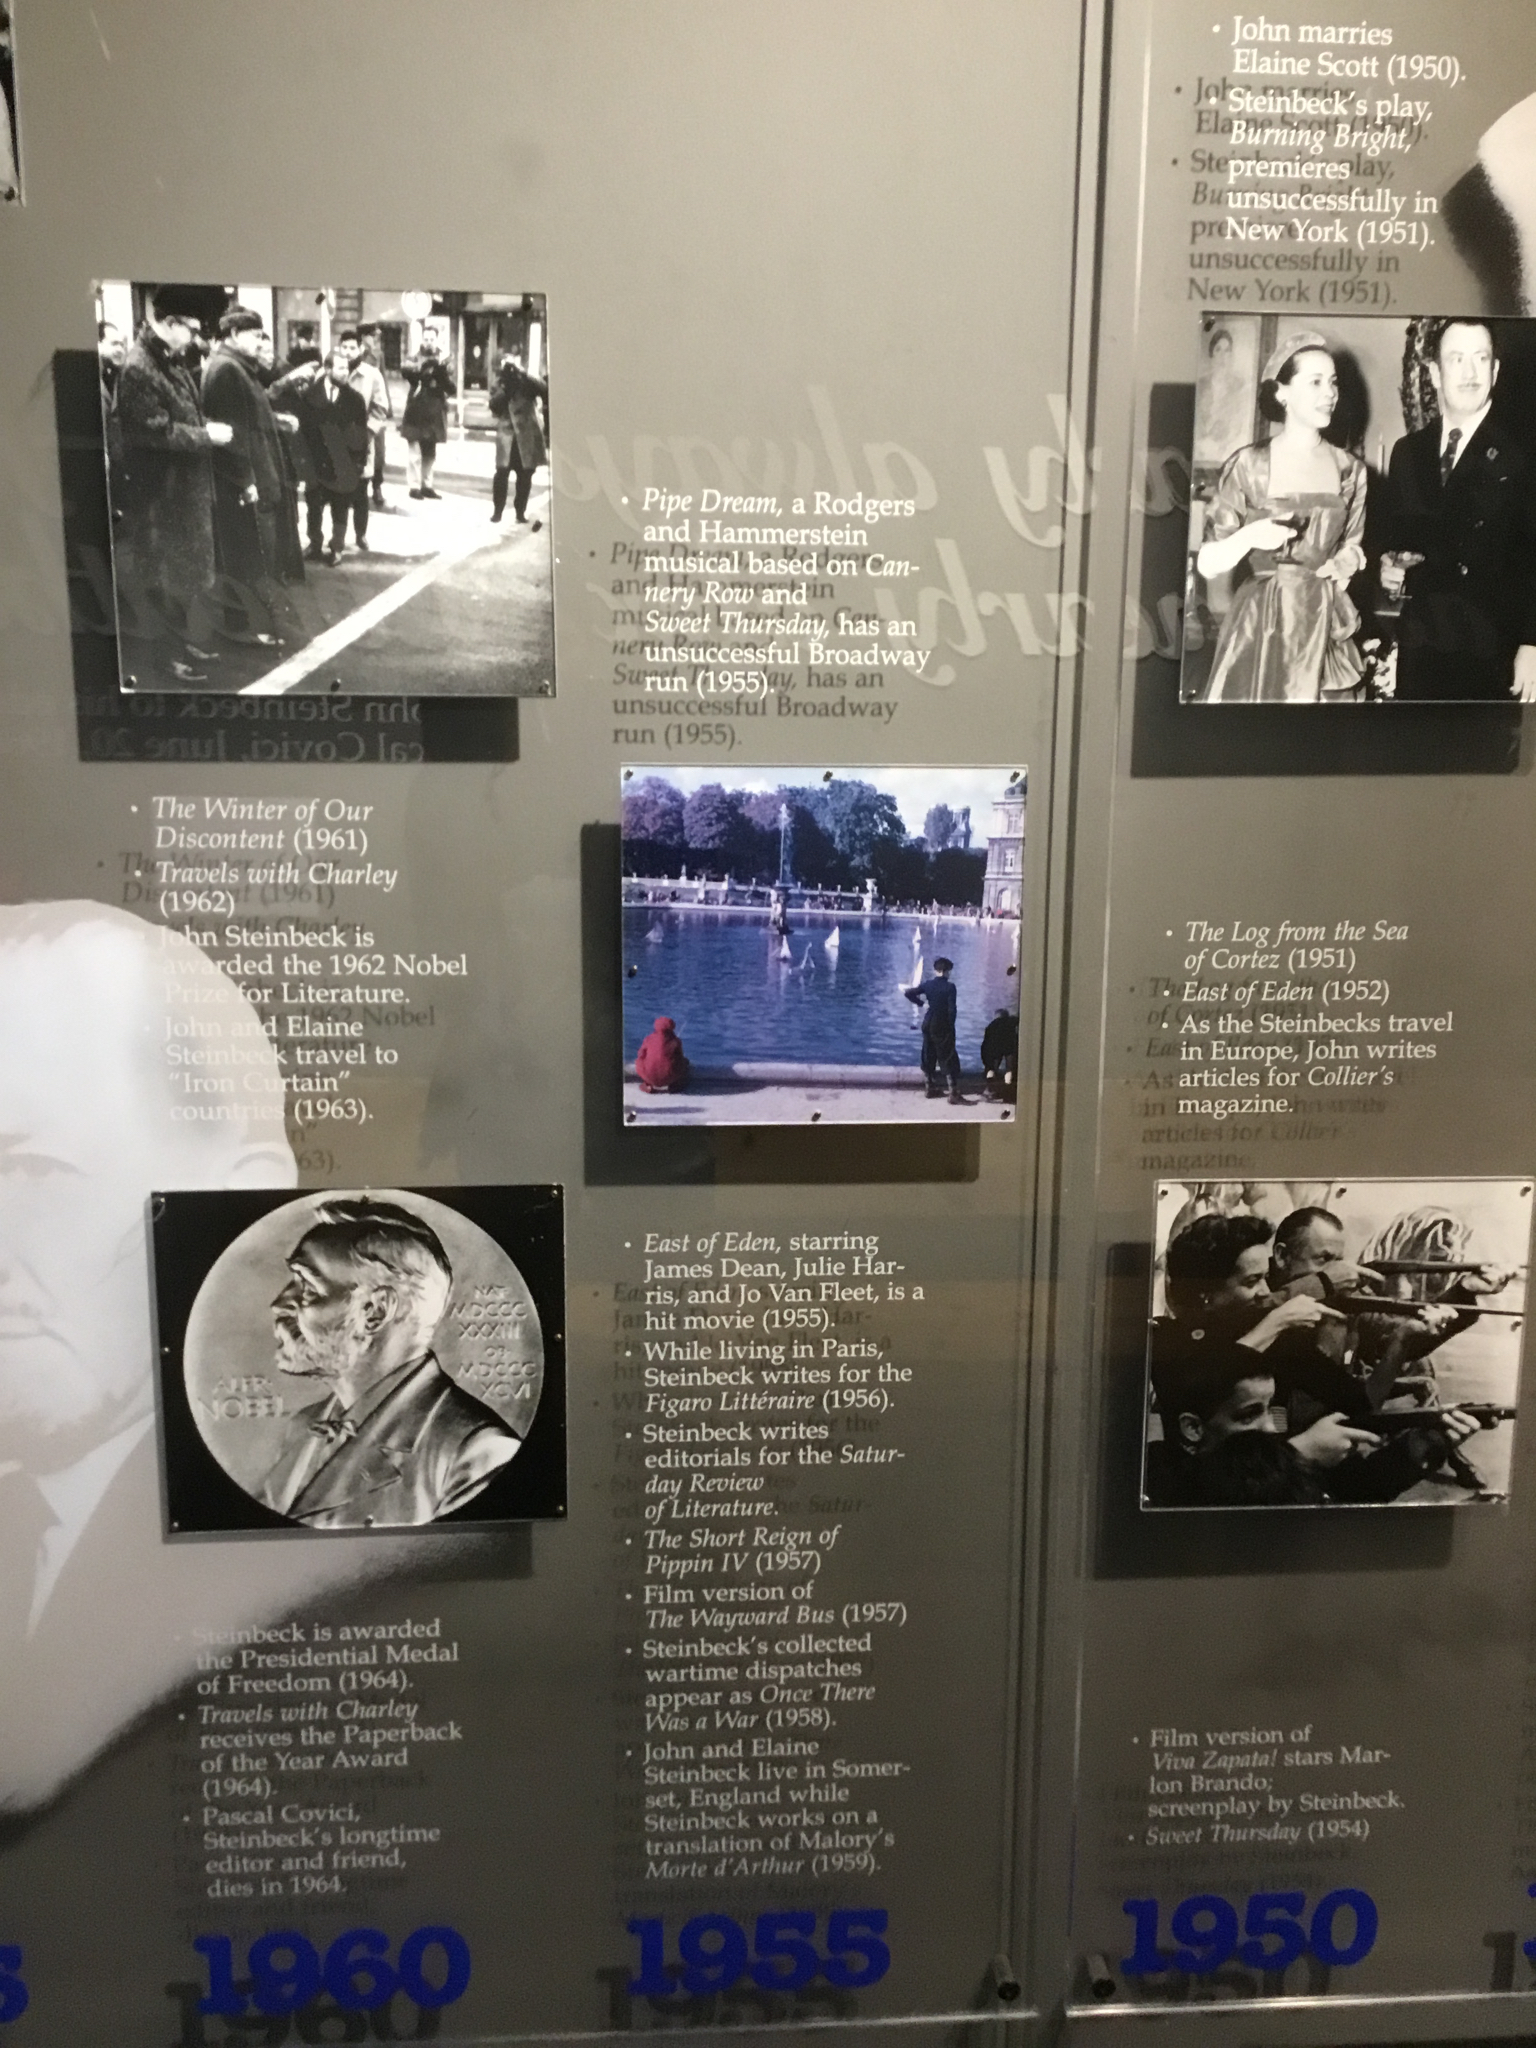 • The Winter of Our
Discontent (1961)
• Travels with Charley
(1962)
John Steinbeck is
awarded the 1962 Nobel
Prize for Literature.
John and Elaine
Steinbeck travel to
"Iron Curtain"
countries (1963).
ALFR·
NOBEL
NAT·
MDCCC
XXXIII
OB·
MDCCC
XCVI
• Steinbeck is awarded
the Presidential Medal
of Freedom (1964).
• Travels with Charley
receives the Paperback
of the Year Award
(1964).
• Pascal Covici,
Steinbeck's longtime
editor and friend,
dies in 1964.
1960
• Pipe Dream, a Rodgers
and Hammerstein
musical based on Can-
nery Row and
Sweet Thursday, has an
unsuccessful Broadway
run (1955).
• East of Eden, starring
James Dean, Julie Har-
ris, and Jo Van Fleet, is a
hit movie (1955).
• While living in Paris,
Steinbeck writes for the
Figaro Littéraire (1956).
• Steinbeck writes
editorials for the Satur-
day Review
of Literature.
• The Short Reign of
Pippin IV (1957)
• Film version of
The Wayward Bus (1957)
• Steinbeck's collected
wartime dispatches
appear as Once There
Was a War (1958).
• John and Elaine
Steinbeck live in Somer-
set, England while
Steinbeck works on a
translation of Malory's
Morte d'Arthur (1959).
1955
• John marries
Elaine Scott (1950).
• Steinbeck's play,
Burning Bright,
premieres
unsuccessfully in
New York (1951).
• The Log from the Sea
of Cortez (1951)
• East of Eden (1952)
• As the Steinbecks travel
in Europe, John writes
articles for Collier's
magazine.
• Film version of
Viva Zapata! stars Mar-
lon Brando;
screenplay by Steinbeck.
• Sweet Thursday (1954)
1950